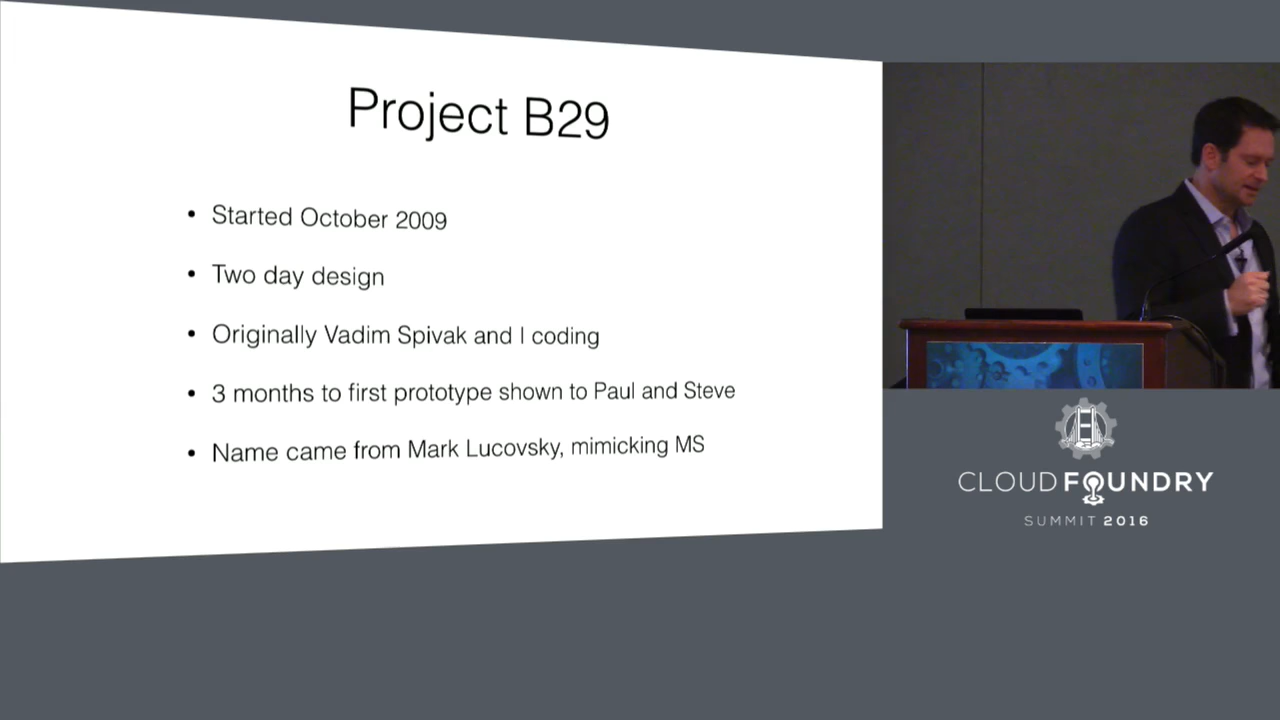 Project B29
• Started October 2009
• Two day design
• Originally Vadim Spivak and I coding
• 3 months to first prototype shown to Paul and Steve
• Name came from Mark Lucovsky, mimicking MS
CLOUD FOUNDRY
SUMMIT 2016